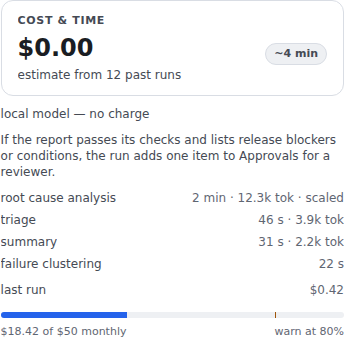 COST & TIME
$0.00
~4 min
estimate from 12 past runs
local model — no charge
If the report passes its checks and lists release blockers
or conditions, the run adds one item to Approvals for a
reviewer.
root cause analysis 2 min · 12.3k tok · scaled
triage 46 s · 3.9k tok
summary 31 s · 2.2k tok
failure clustering 22 s
last run $0.42
$18.42 of $50 monthly warn at 80%